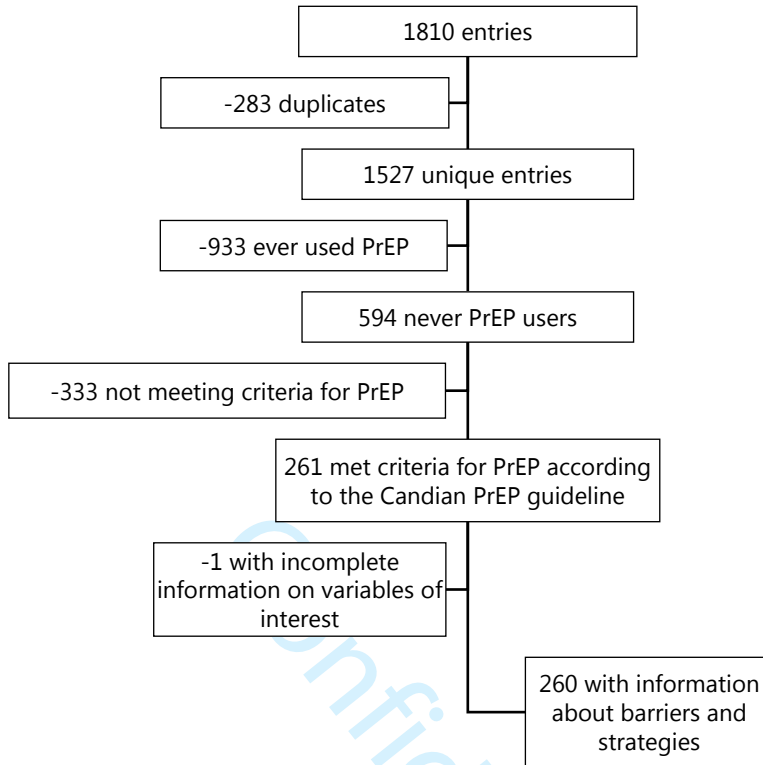 1810 entries
-283 duplicates
1527 unique entries
-933 ever used PrEP
594 never PrEP users
-333 not meeting criteria for PrEP
261 met criteria for PrEP according
to the Candian PrEP guideline
-1 with incomplete
information on variables of
interest
260 with information
about barriers and
strategies